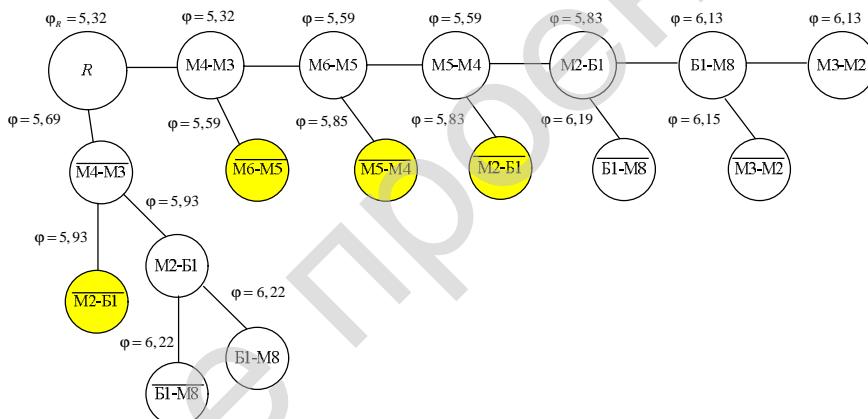 φR = 5,32
φ = 5,32
φ = 5,59
φ = 5,59
φ = 5,83
φ = 6,13
φ = 6,13
R
М4-М3
М6-М5
М5-М4
М2-Б1
Б1-М8
М3-М2
φ = 5,69
φ = 5,59
φ = 5,85
φ = 5,83
φ = 6,19
φ = 6,15
М4-М3
М6-М5
М5-М4
М2-Б1
Б1-М8
М3-М2
φ = 5,93
φ = 5,93
М2-Б1
М2-Б1
φ = 6,22
φ = 6,22
Б1-М8
Б1-М8